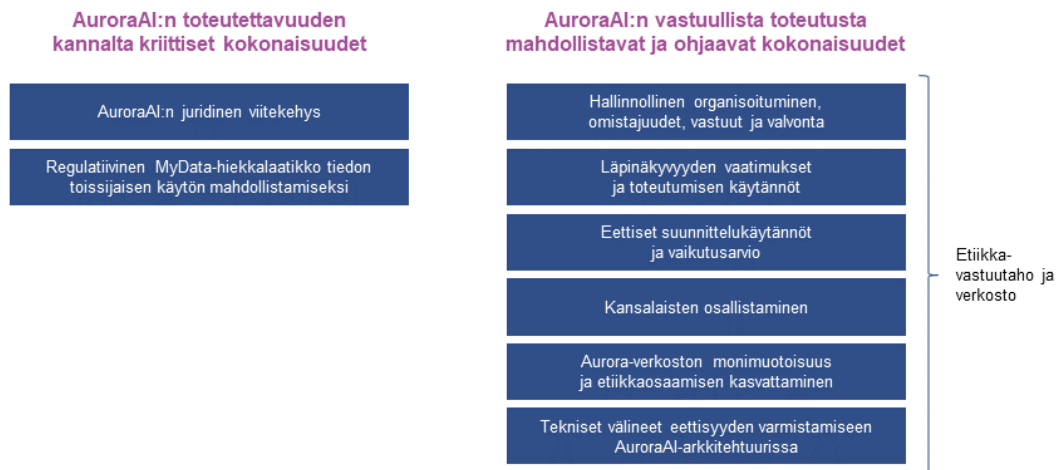 AuroraAI:n toteutettavuuden
kannalta kriittiset kokonaisuudet
AuroraAI:n juridinen viitekehys
Regulatiivinen MyData-hiekkalaatikko tiedon
toissijaisen käytön mahdollistamiseksi
AuroraAI:n vastuullista toteutusta
mahdollistavat ja ohjaavat kokonaisuudet
Hallinnollinen organisoituminen,
omistajuudet, vastuut ja valvonta
Läpinäkyvyyden vaatimukset
ja toteutumisen käytännöt
Eettiset suunnittelukäytännöt
ja vaikutusarvio
Kansalaisten osallistaminen
Aurora-verkoston monimuotoisuus
ja etiikkaosaamisen kasvattaminen
Tekniset välineet eettisyyden varmistamiseen
AuroraAI-arkkitehtuurissa
Etiikka-
vastuutaho ja
verkosto